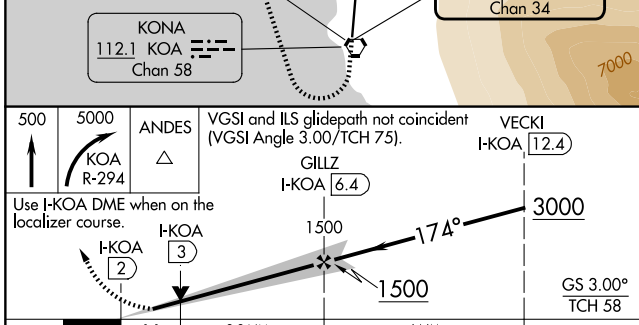 Chan 34
KONA
112.1 KOA
Chan 58
7000
500
5000
KOA
R-294
ANDES
VGSI and ILS glidepath not coincident
(VGSI Angle 3.00/TCH 75).
VECKI
I-KOA 12.4
GILLZ
I-KOA 6.4
Use I-KOA DME when on the
localizer course.
I-KOA
3
I-KOA
2
1500
174°
3000
1500
GS 3.00°
TCH 58